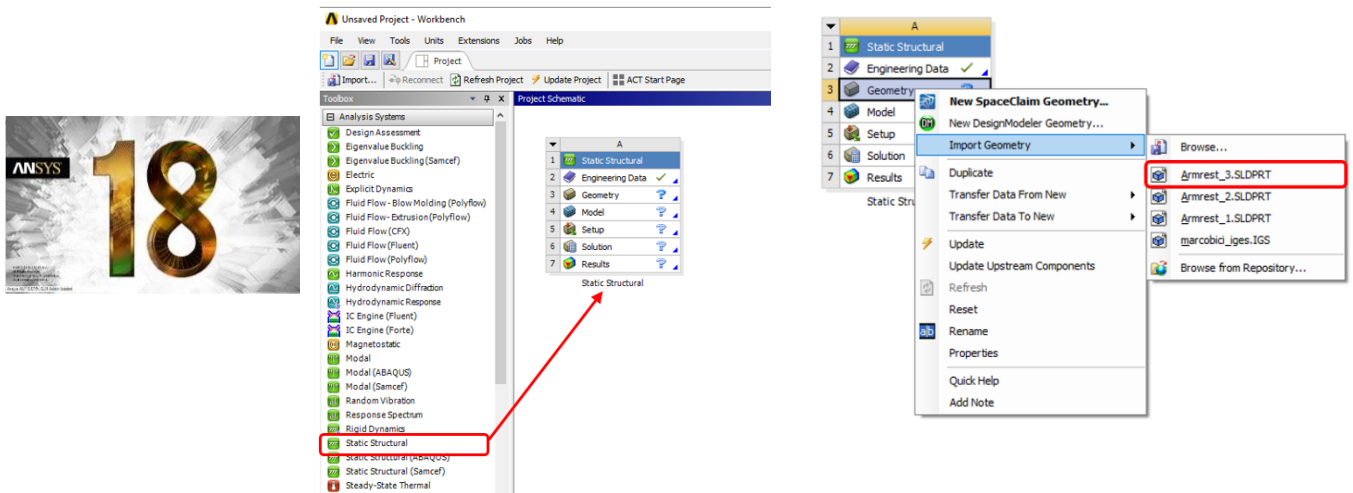 ANSYS
18
Unsaved Project - Workbench
File View Tools Units Extensions Jobs Help
Project
Import... Reconnect Refresh Project Update Project ACT Start Page
Toolbox
Analysis Systems
Design Assessment
Eigenvalue Buckling
Eigenvalue Buckling (Samcef)
Electric
Explicit Dynamics
Fluid Flow - Blow Molding (Polyflow)
Fluid Flow - Extrusion (Polyflow)
Fluid Flow (CFX)
Fluid Flow (Fluent)
Fluid Flow (Polyflow)
Harmonic Response
Hydrodynamic Diffraction
Hydrodynamic Response
IC Engine (Fluent)
IC Engine (Forte)
Magnetostatic
Modal
Modal (ABAQUS)
Modal (Samcef)
Random Vibration
Response Spectrum
Rigid Dynamics
Static Structural
Static Structural (ABAQUS)
Static Structural (Samcef)
Steady-State Thermal
Project Schematic
A
1 Static Structural
2 Engineering Data
3 Geometry ?
4 Model ?
5 Setup ?
6 Solution ?
7 Results ?
Static Structural
A
1 Static Structural
2 Engineering Data
3 Geometry
4 Model
5 Setup
6 Solution
7 Results
Static Stru
New SpaceClaim Geometry...
DM New DesignModeler Geometry...
Import Geometry
Duplicate
Transfer Data From New
Transfer Data To New
Update
Update Upstream Components
Refresh
Reset
a|b Rename
Properties
Quick Help
Add Note
Browse...
Armrest_3.SLDPRT
Armrest_2.SLDPRT
Armrest_1.SLDPRT
marcobici_iges.IGS
Browse from Repository...